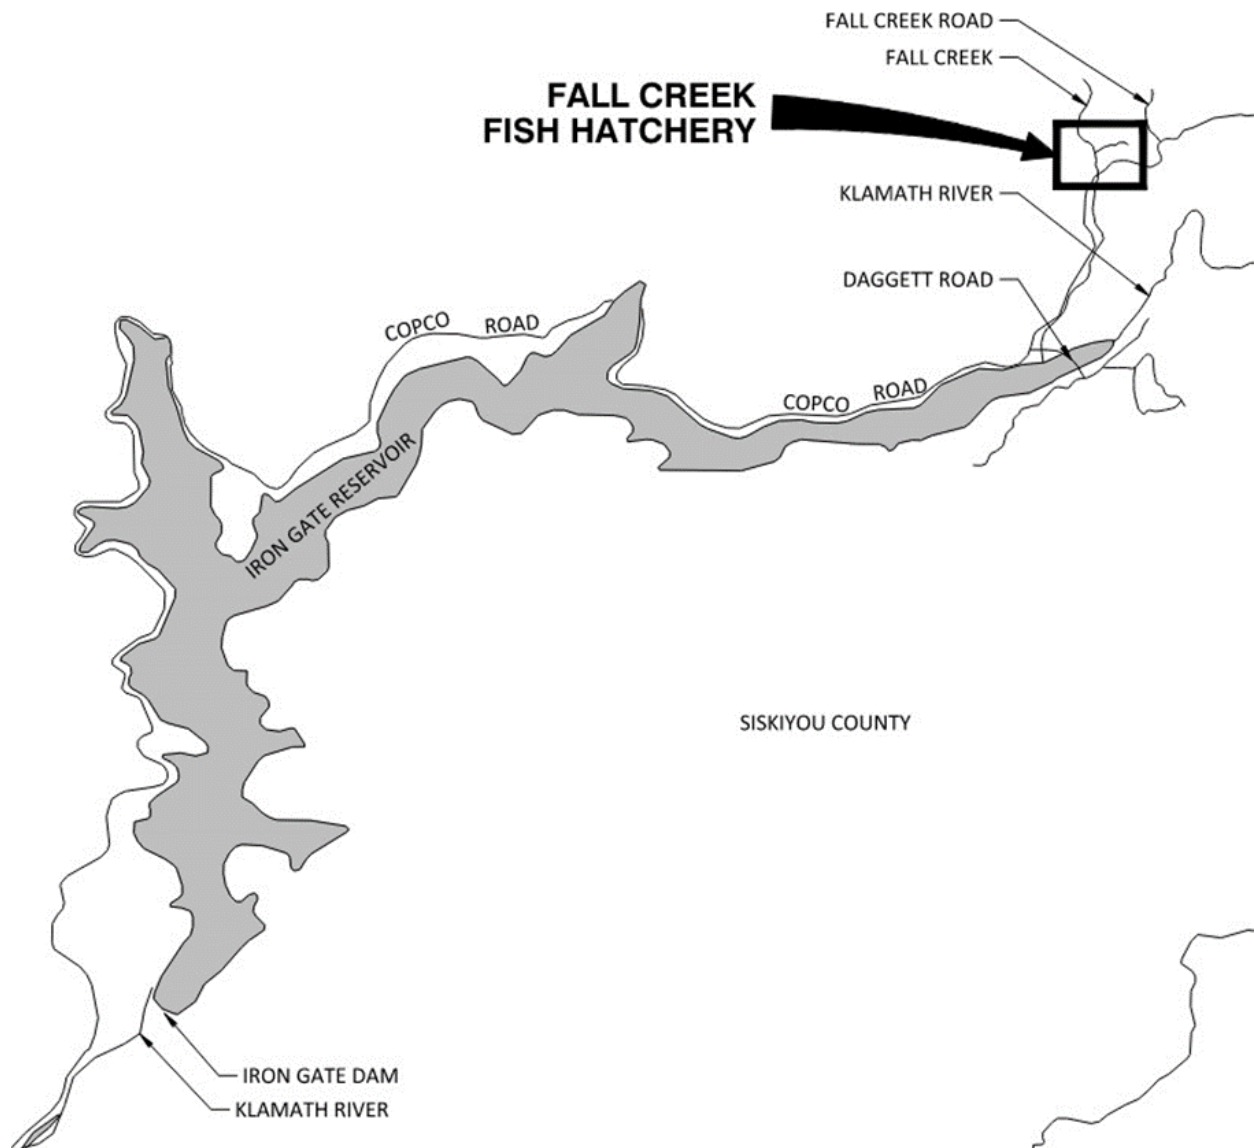 FALL CREEK ROAD
FALL CREEK
FALL CREEK
FISH HATCHERY
KLAMATH RIVER
DAGGETT ROAD
COPCO ROAD
COPCO ROAD
IRON GATE RESERVOIR
SISKIYOU COUNTY
IRON GATE DAM
KLAMATH RIVER